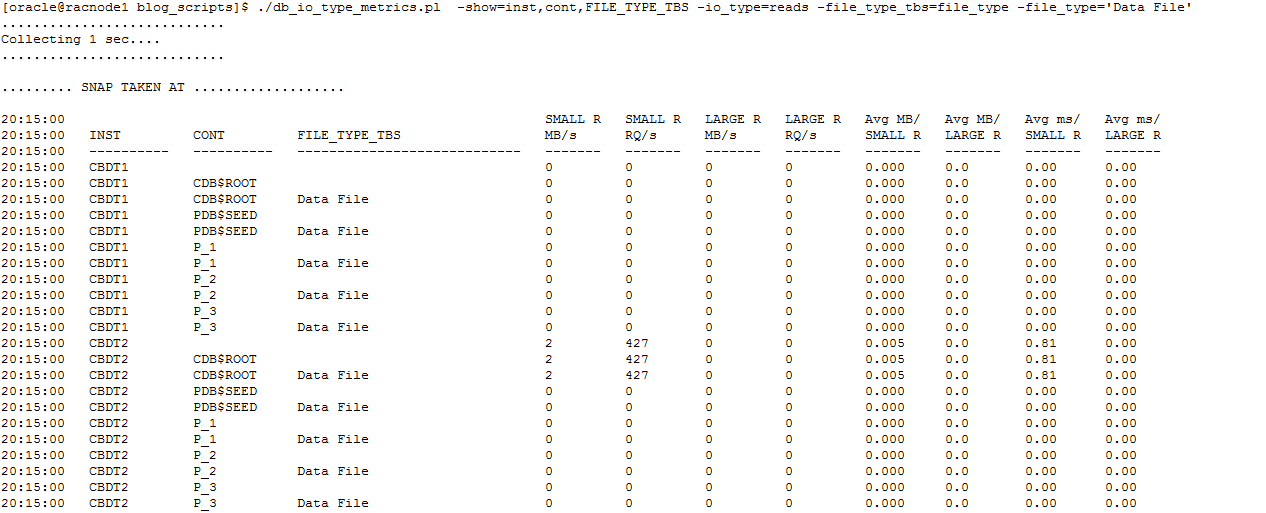 [oracle@racnode1 blog_scripts]$ ./db_io_type_metrics.pl  -show=inst,cont,FILE_TYPE_TBS -io_type=reads -file_type_tbs=file_type -file_type='Data File'
............................
Collecting 1 sec....
............................
......... SNAP TAKEN AT ...................
20:15:00                                                            SMALL R   SMALL R   LARGE R   LARGE R   Avg MB/   Avg MB/   Avg ms/   Avg ms/
20:15:00   INST         CONT         FILE_TYPE_TBS                  MB/s      RQ/s      MB/s      RQ/s      SMALL R   LARGE R   SMALL R   LARGE R
20:15:00   ----------   ----------   ----------------------------   -------   -------   -------   -------   -------   -------   -------   -------
20:15:00   CBDT1                                                    0         0         0         0         0.000     0.0       0.00      0.00
20:15:00   CBDT1        CDB$ROOT                                    0         0         0         0         0.000     0.0       0.00      0.00
20:15:00   CBDT1        CDB$ROOT     Data File                      0         0         0         0         0.000     0.0       0.00      0.00
20:15:00   CBDT1        PDB$SEED                                    0         0         0         0         0.000     0.0       0.00      0.00
20:15:00   CBDT1        PDB$SEED     Data File                      0         0         0         0         0.000     0.0       0.00      0.00
20:15:00   CBDT1        P_1                                         0         0         0         0         0.000     0.0       0.00      0.00
20:15:00   CBDT1        P_1          Data File                      0         0         0         0         0.000     0.0       0.00      0.00
20:15:00   CBDT1        P_2                                         0         0         0         0         0.000     0.0       0.00      0.00
20:15:00   CBDT1        P_2          Data File                      0         0         0         0         0.000     0.0       0.00      0.00
20:15:00   CBDT1        P_3                                         0         0         0         0         0.000     0.0       0.00      0.00
20:15:00   CBDT1        P_3          Data File                      0         0         0         0         0.000     0.0       0.00      0.00
20:15:00   CBDT2                                                    2         427       0         0         0.005     0.0       0.81      0.00
20:15:00   CBDT2        CDB$ROOT                                    2         427       0         0         0.005     0.0       0.81      0.00
20:15:00   CBDT2        CDB$ROOT     Data File                      2         427       0         0         0.005     0.0       0.81      0.00
20:15:00   CBDT2        PDB$SEED                                    0         0         0         0         0.000     0.0       0.00      0.00
20:15:00   CBDT2        PDB$SEED     Data File                      0         0         0         0         0.000     0.0       0.00      0.00
20:15:00   CBDT2        P_1                                         0         0         0         0         0.000     0.0       0.00      0.00
20:15:00   CBDT2        P_1          Data File                      0         0         0         0         0.000     0.0       0.00      0.00
20:15:00   CBDT2        P_2                                         0         0         0         0         0.000     0.0       0.00      0.00
20:15:00   CBDT2        P_2          Data File                      0         0         0         0         0.000     0.0       0.00      0.00
20:15:00   CBDT2        P_3                                         0         0         0         0         0.000     0.0       0.00      0.00
20:15:00   CBDT2        P_3          Data File                      0         0         0         0         0.000     0.0       0.00      0.00